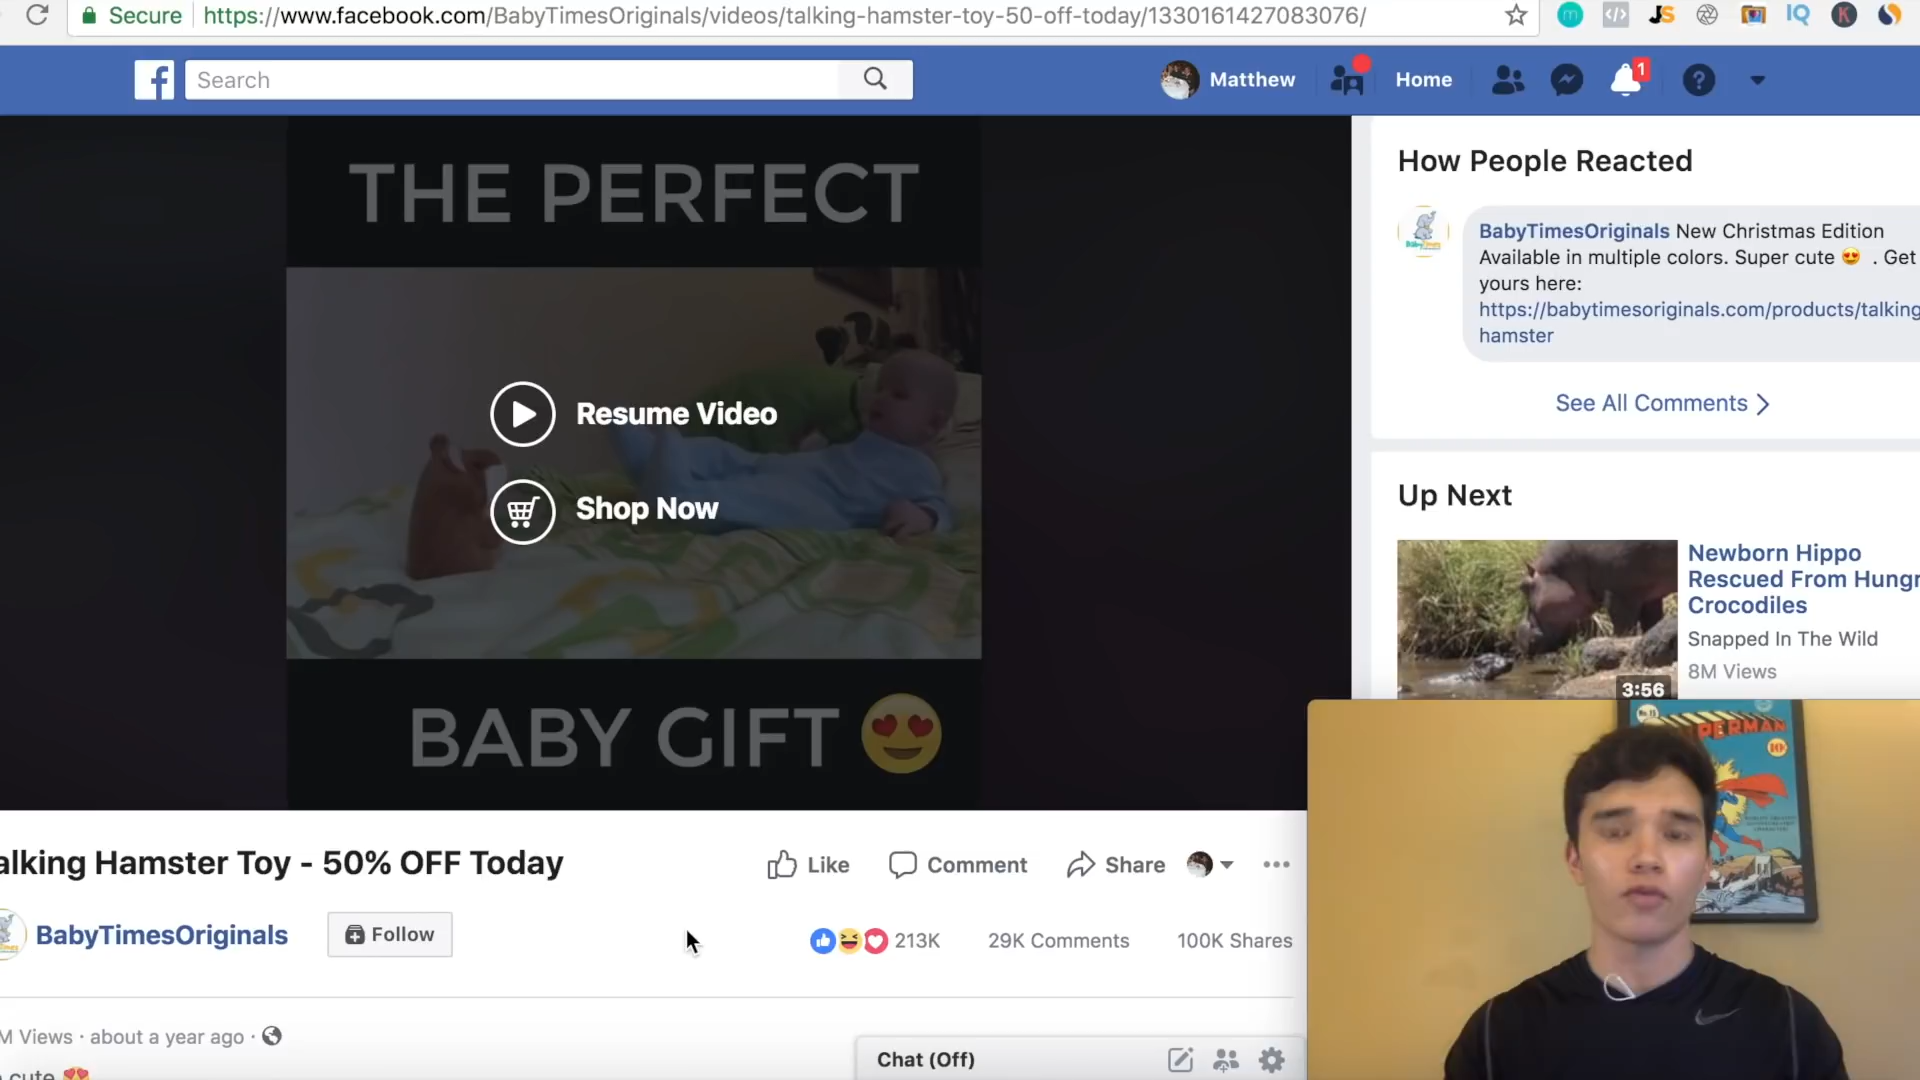 Secure
https://www.facebook.com/BabyTimesOriginals/videos/talking-hamster-toy-50-off-today/1330161427083076/
Search
Matthew
Home
1
THE PERFECT
Resume Video
Shop Now
BABY GIFT
How People Reacted
BabyTimesOriginals New Christmas Edition
Available in multiple colors. Super cute 😍 . Get
yours here:
https://babytimesoriginals.com/products/talking
hamster
See All Comments
Up Next
Newborn Hippo
Rescued From Hungr
Crocodiles
Snapped In The Wild
8M Views
3:56
alking Hamster Toy - 50% OFF Today
Like
Comment
Share
BabyTimesOriginals
Follow
213K
29K Comments
100K Shares
M Views · about a year ago ·
cute 😍
Chat (Off)
PERMAN
10¢